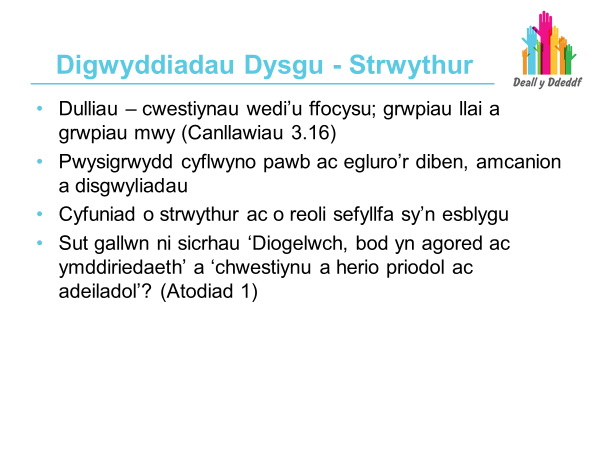 Digwyddiadau Dysgu - Strwythur
Deall y Ddeddf
• Dulliau – cwestiynau wedi’u ffocysu; grwpiau llai a
grwpiau mwy (Canllawiau 3.16)
• Pwysigrwydd cyflwyno pawb ac egluro’r diben, amcanion
a disgwyliadau
• Cyfuniad o strwythur ac o reoli sefyllfa sy’n esblygu
• Sut gallwn ni sicrhau ‘Diogelwch, bod yn agored ac
ymddiriedaeth’ a ‘chwestiynu a herio priodol ac
adeiladol’? (Atodiad 1)